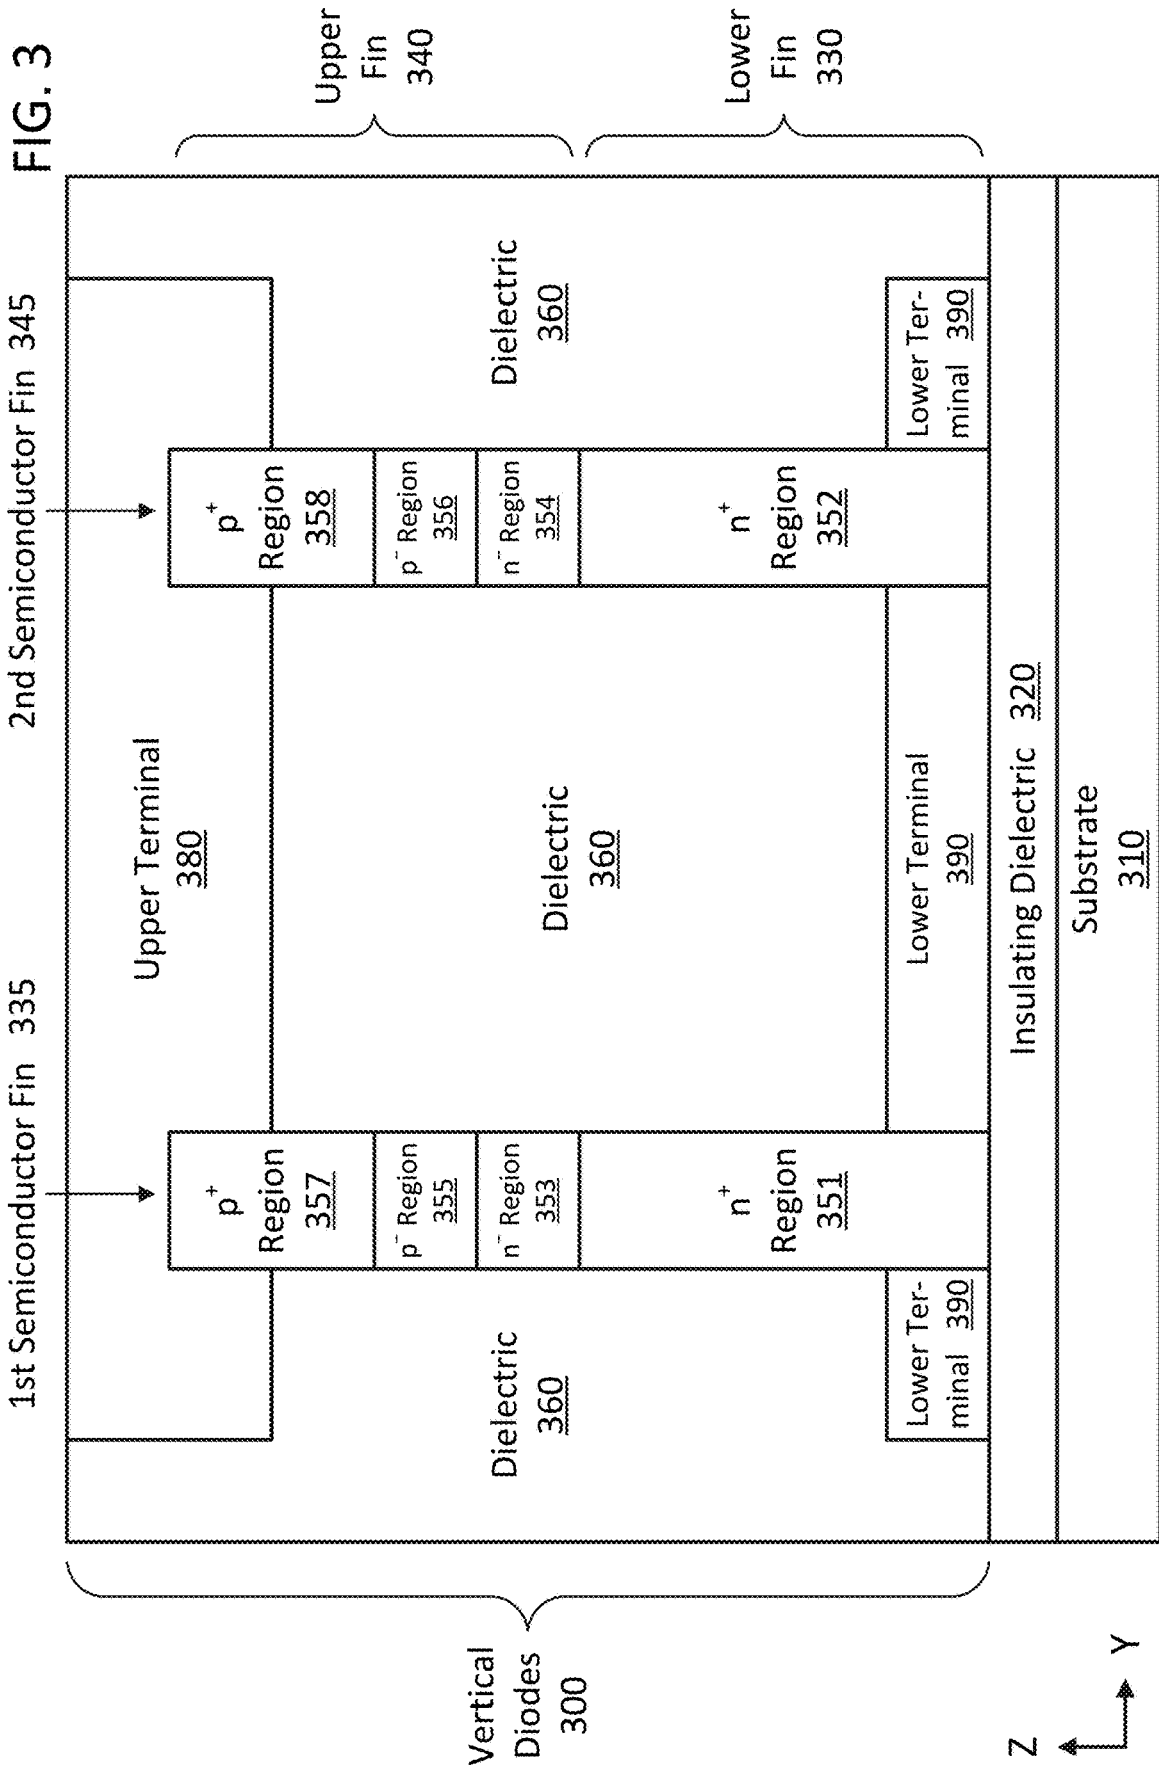 FIG. 3
1st Semiconductor Fin 335
2nd Semiconductor Fin 345
Vertical
Diodes
300
Upper Terminal
380
p⁺
Region
357
p⁻ Region
355
n⁻ Region
353
n⁺
Region
351
p⁺
Region
358
p⁻ Region
356
n⁻ Region
354
n⁺
Region
352
Dielectric
360
Dielectric
360
Dielectric
360
Lower Ter-
minal 390
Lower Terminal
390
Lower Ter-
minal 390
Upper
Fin
340
Lower
Fin
330
Insulating Dielectric 320
Substrate
310
Z
Y